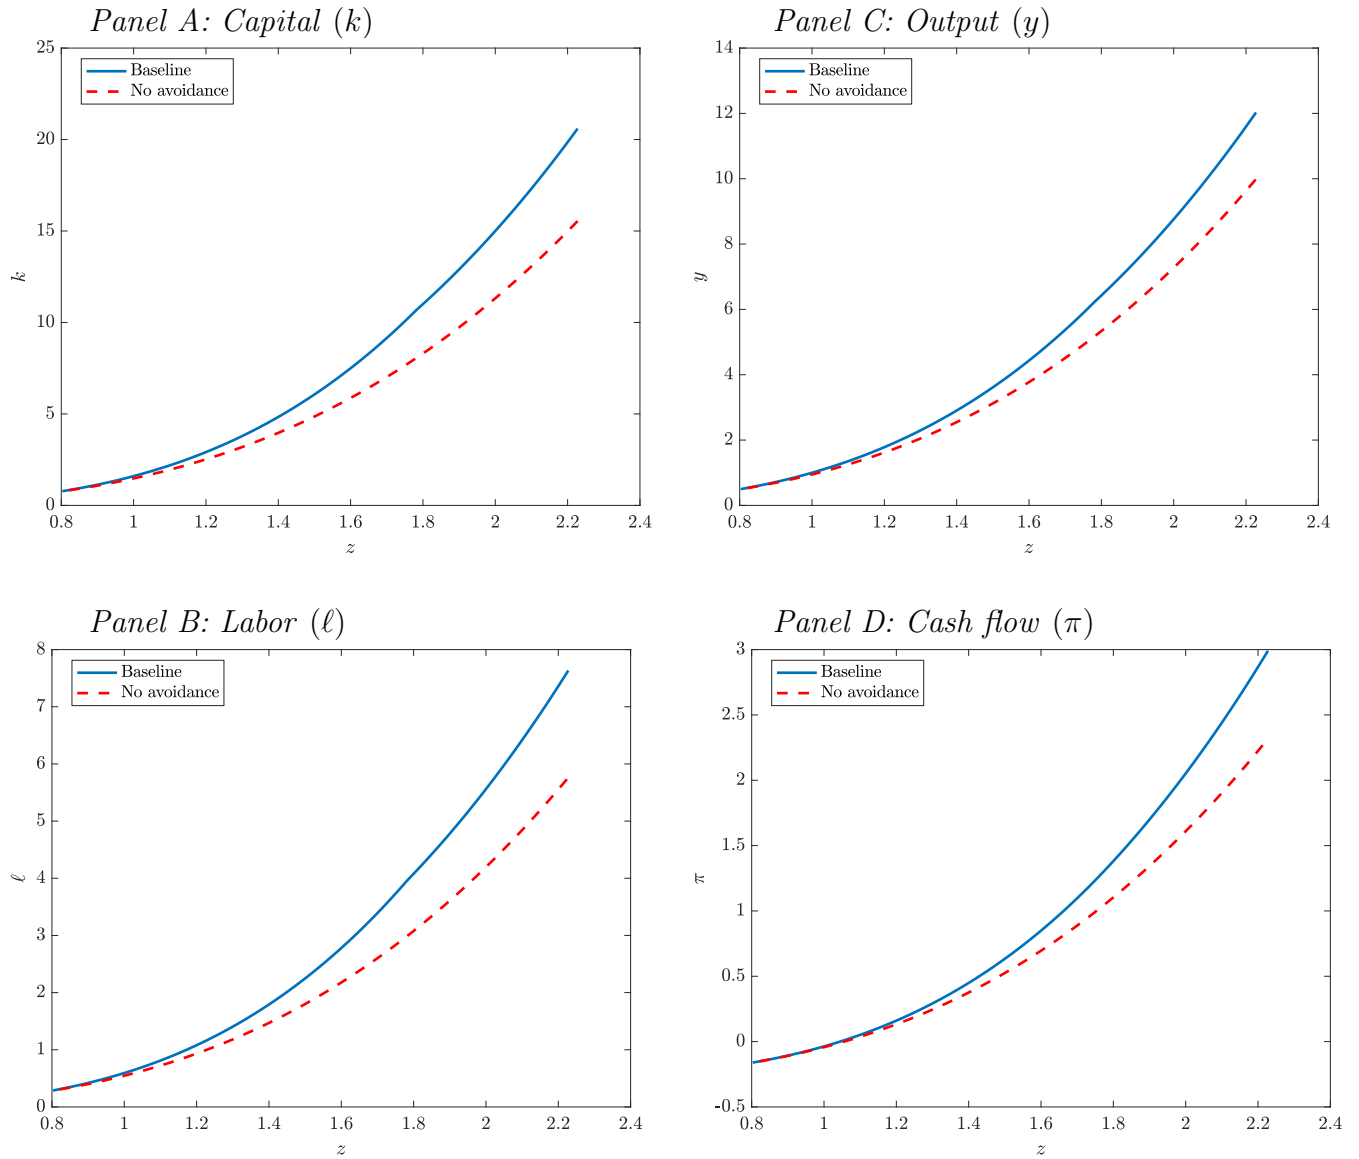 Panel A: Capital (k)
25
20
15
10
5
0
k
Baseline
No avoidance
0.8 1 1.2 1.4 1.6 1.8 2 2.2 2.4
z
Panel C: Output (y)
14
12
10
8
6
4
2
0
y
Baseline
No avoidance
0.8 1 1.2 1.4 1.6 1.8 2 2.2 2.4
z
Panel B: Labor (ℓ)
8
7
6
5
4
3
2
1
0
ℓ
Baseline
No avoidance
0.8 1 1.2 1.4 1.6 1.8 2 2.2 2.4
z
Panel D: Cash flow (π)
3
2.5
2
1.5
1
0.5
0
-0.5
π
Baseline
No avoidance
0.8 1 1.2 1.4 1.6 1.8 2 2.2 2.4
z